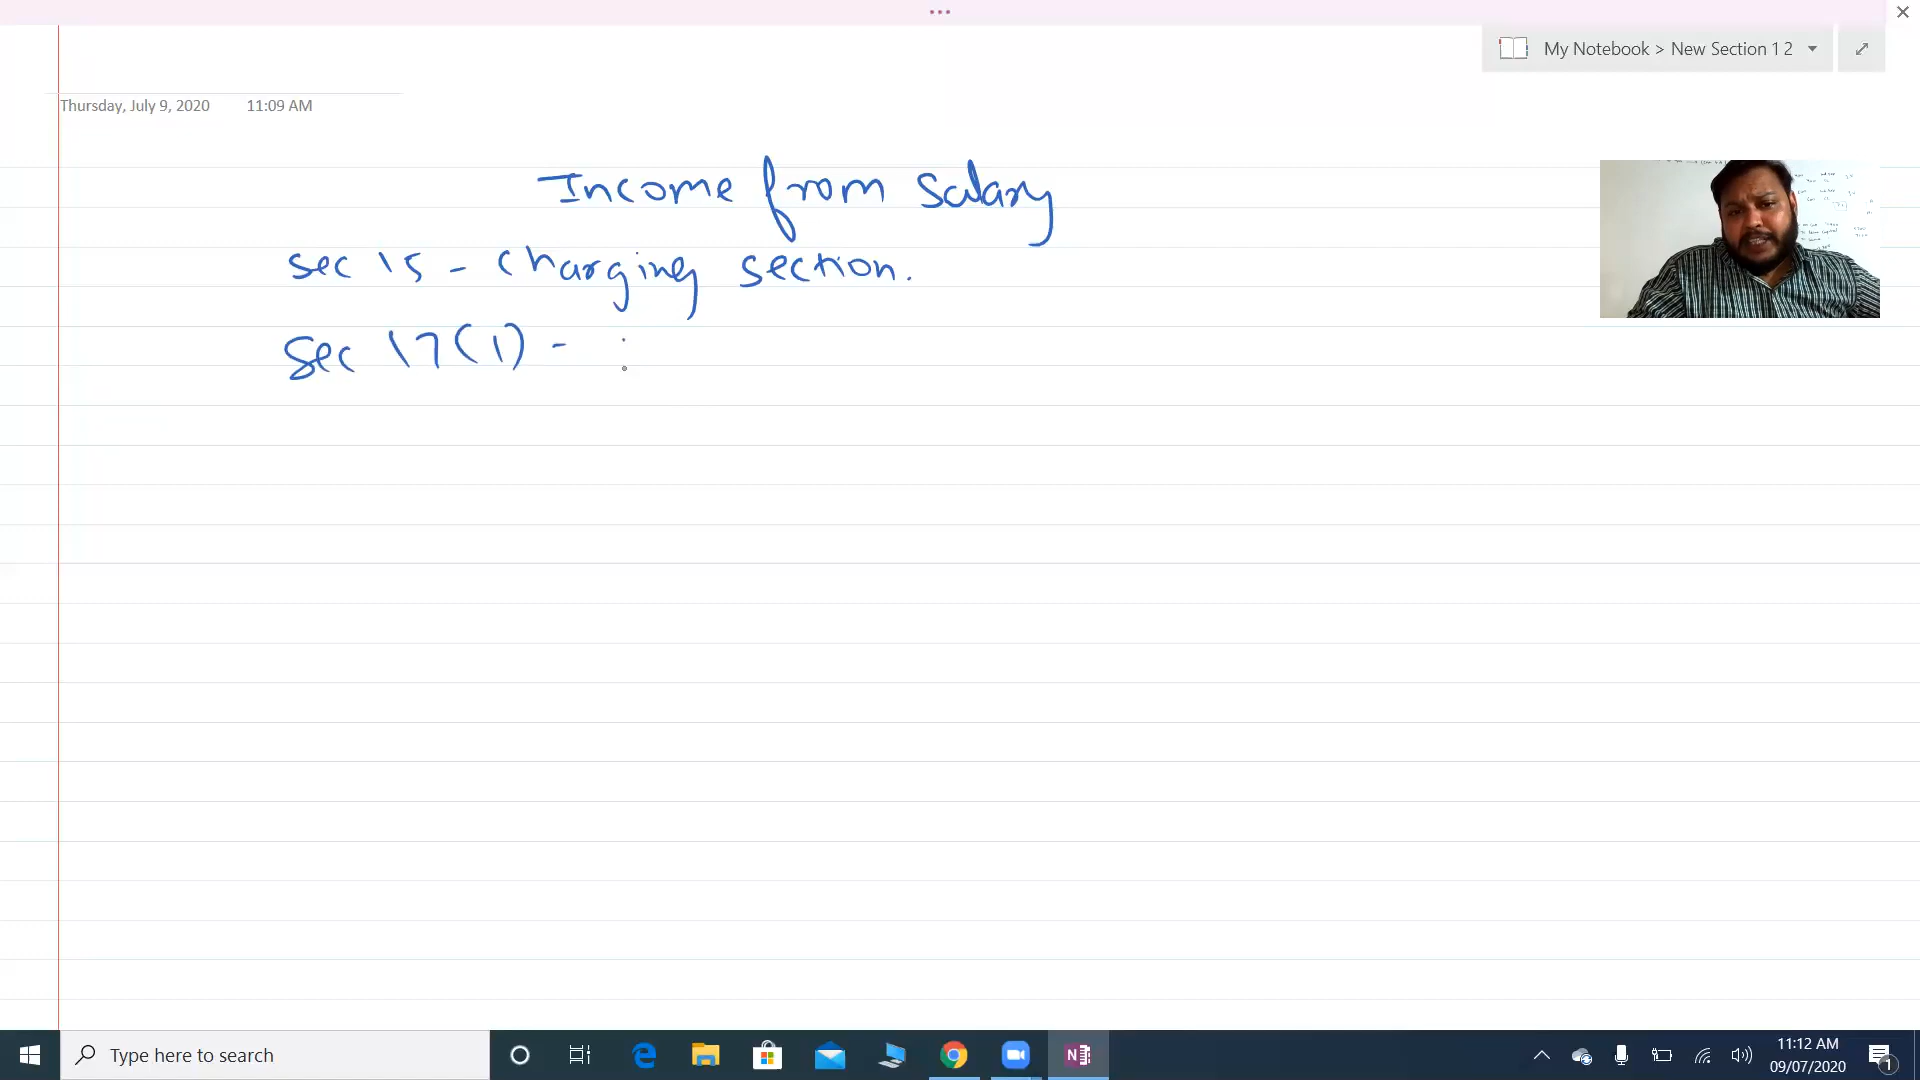 My Notebook > New Section 1 2
Thursday, July 9, 2020 11:09 AM
Income from Salary
sec 15 - charging section.
Sec 17(1) -
Type here to search
11:12 AM
09/07/2020
1